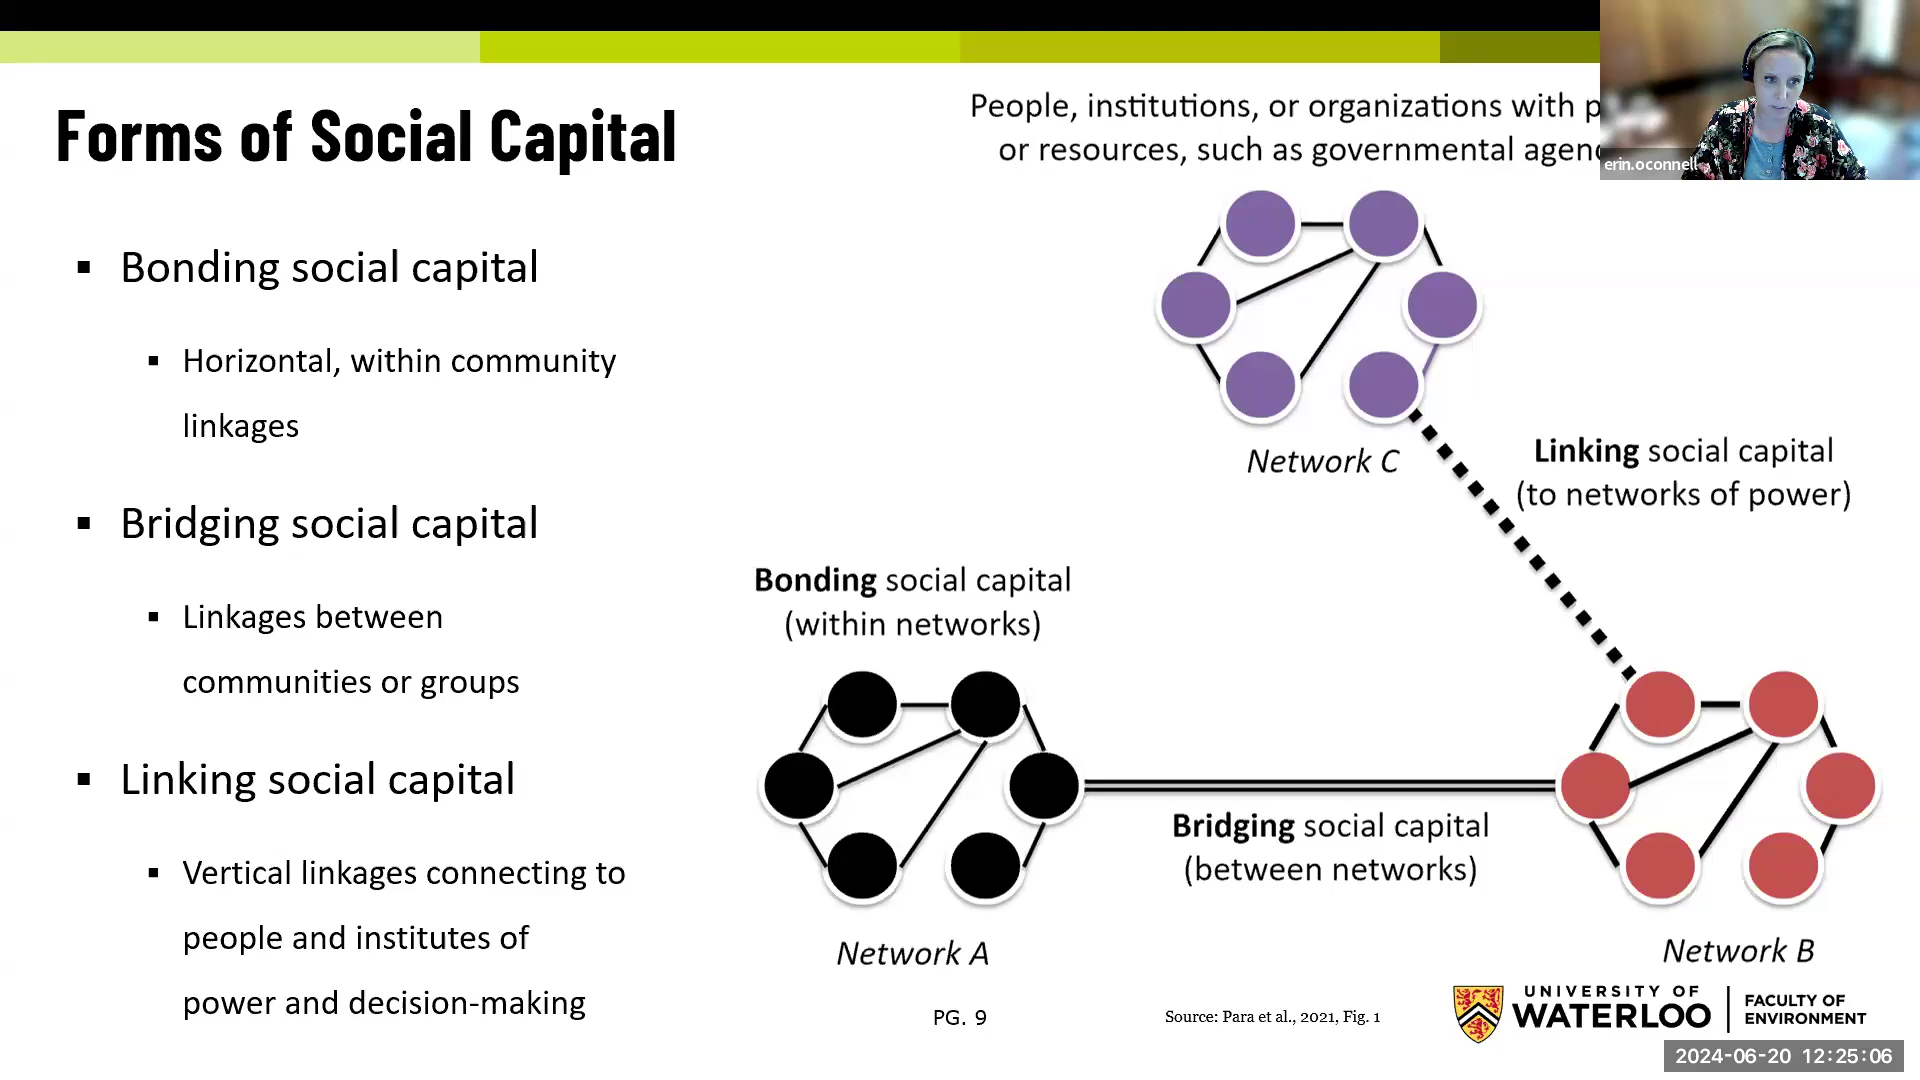 Forms of Social Capital
▪ Bonding social capital
▪ Horizontal, within community
linkages
▪ Bridging social capital
▪ Linkages between
communities or groups
▪ Linking social capital
▪ Vertical linkages connecting to
people and institutes of
power and decision-making
People, institutions, or organizations with
or resources, such as governmental
erin.oconnell
Network C
Linking social capital
(to networks of power)
Bonding social capital
(within networks)
Bridging social capital
(between networks)
Network A
Network B
PG. 9
Source: Para et al., 2021, Fig. 1
UNIVERSITY OF
WATERLOO
FACULTY OF
ENVIRONMENT
2024-06-20 12:25:06